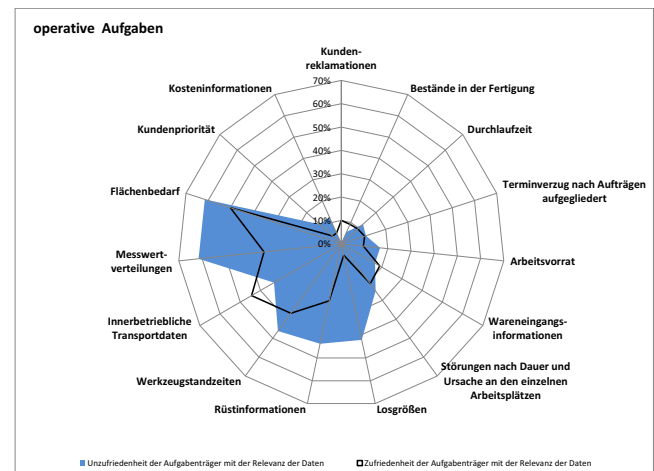 operative Aufgaben
Kunden-
reklamationen
Bestände in der Fertigung
Durchlaufzeit
Terminverzug nach Aufträgen
aufgegliedert
Arbeitsvorrat
Wareneingangs-
informationen
Störungen nach Dauer und
Ursache an den einzelnen
Arbeitsplätzen
Losgrößen
Rüstinformationen
Werkzeugstandzeiten
Innerbetriebliche
Transportdaten
Messwert-
verteilungen
Flächenbedarf
Kundenpriorität
Kosteninformationen
70%
60%
50%
40%
30%
20%
10%
0%
Unzufriedenheit der Aufgabenträger mit der Relevanz der Daten
Zufriedenheit der Aufgabenträger mit der Relevanz der Daten